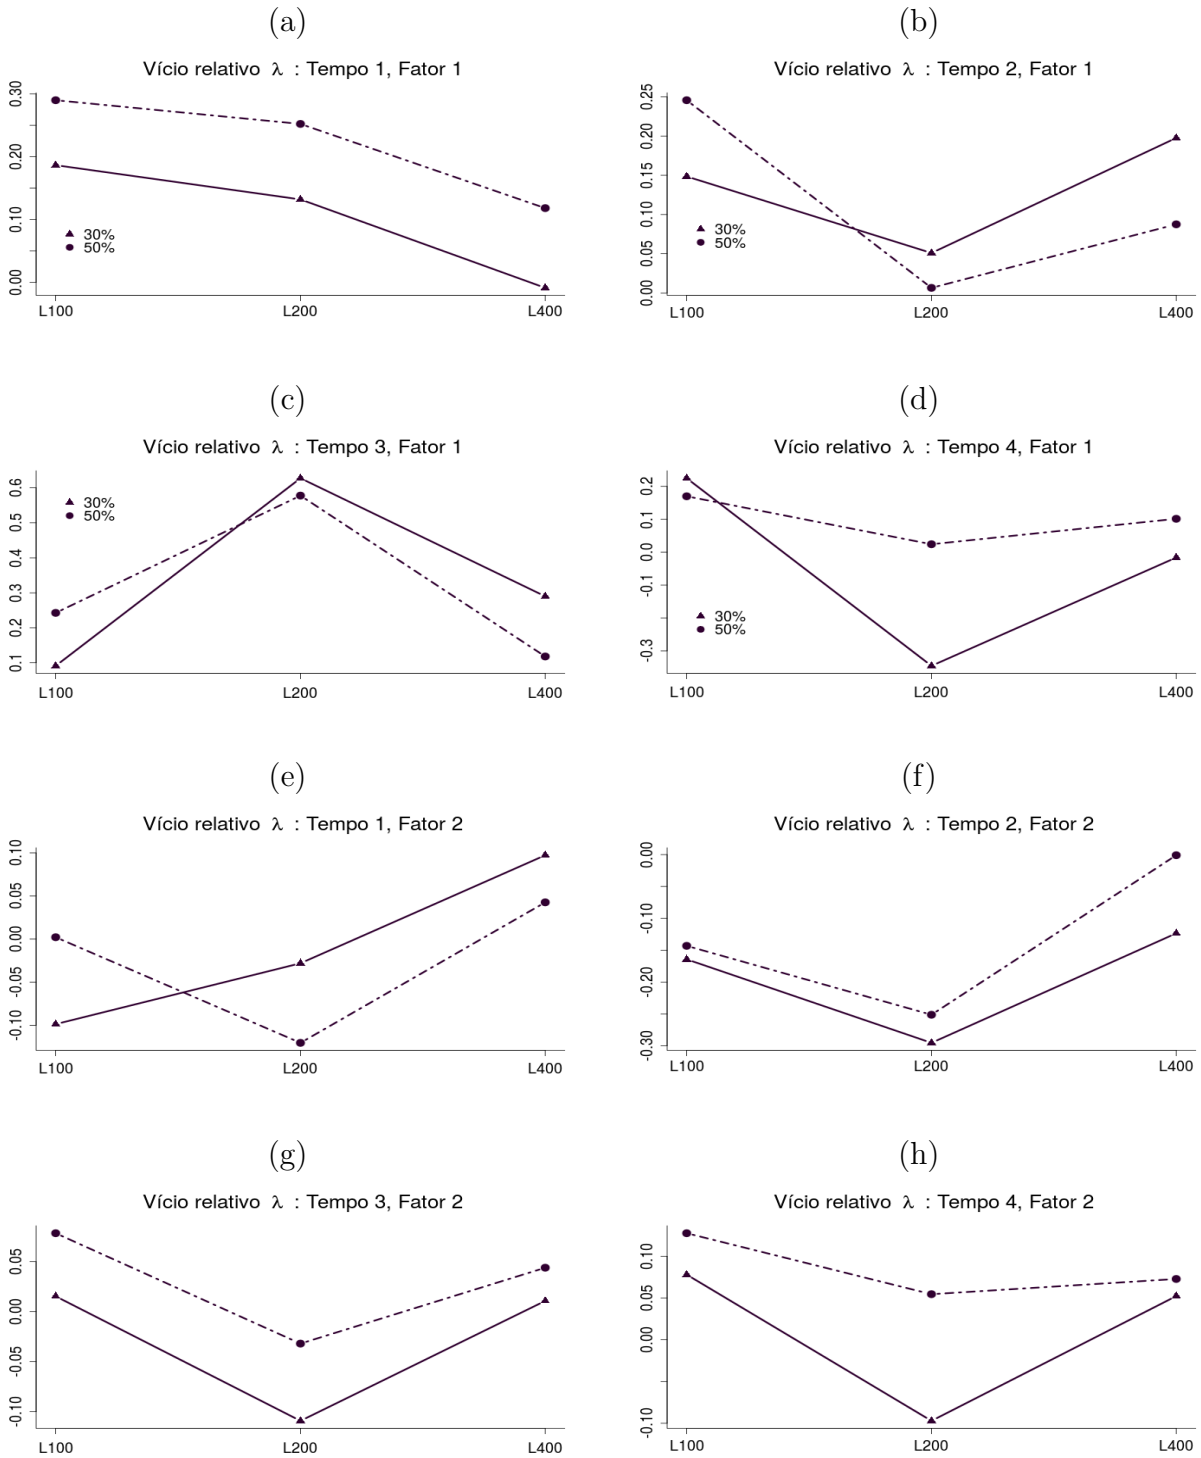 (a)
Vício relativo λ : Tempo 1, Fator 1
0.30
0.20
0.10
0.00
30%
50%
L100 L200 L400
(b)
Vício relativo λ : Tempo 2, Fator 1
0.25
0.20
0.15
0.10
0.05
0.00
30%
50%
L100 L200 L400
(c)
Vício relativo λ : Tempo 3, Fator 1
0.6
0.5
0.3
0.2
0.1
30%
50%
L100 L200 L400
(d)
Vício relativo λ : Tempo 4, Fator 1
0.2
0.1
0.0
-0.1
-0.3
30%
50%
L100 L200 L400
(e)
Vício relativo λ : Tempo 1, Fator 2
0.10
0.05
0.00
-0.05
-0.10
L100 L200 L400
(f)
Vício relativo λ : Tempo 2, Fator 2
0.00
-0.10
-0.20
-0.30
L100 L200 L400
(g)
Vício relativo λ : Tempo 3, Fator 2
0.05
0.00
-0.05
-0.10
L100 L200 L400
(h)
Vício relativo λ : Tempo 4, Fator 2
0.10
0.05
0.00
-0.10
L100 L200 L400